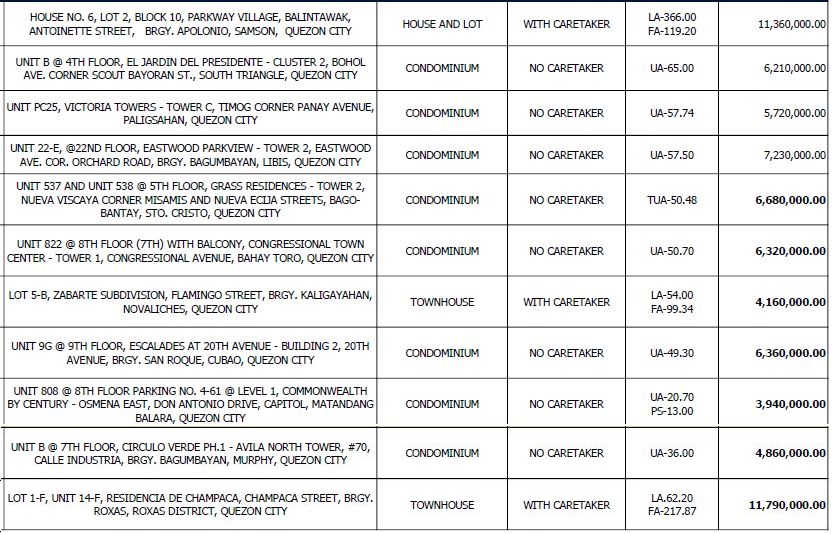 HOUSE NO. 6, LOT 2, BLOCK 10, PARKWAY VILLAGE, BALINTAWAK,
ANTOINETTE STREET, BRGY. APOLONIO, SAMSON, QUEZON CITY
HOUSE AND LOT
WITH CARETAKER
LA-366.00
FA-119.20
11,360,000.00
UNIT B @ 4TH FLOOR, EL JARDIN DEL PRESIDENTE - CLUSTER 2, BOHOL
AVE. CORNER SCOUT BAYORAN ST., SOUTH TRIANGLE, QUEZON CITY
CONDOMINIUM
NO CARETAKER
UA-65.00
6,210,000.00
UNIT PC25, VICTORIA TOWERS - TOWER C, TIMOG CORNER PANAY AVENUE,
PALIGSAHAN, QUEZON CITY
CONDOMINIUM
NO CARETAKER
UA-57.74
5,720,000.00
UNIT 22-E, @22ND FLOOR, EASTWOOD PARKVIEW - TOWER 2, EASTWOOD
AVE. COR. ORCHARD ROAD, BRGY. BAGUMBAYAN, LIBIS, QUEZON CITY
CONDOMINIUM
NO CARETAKER
UA-57.50
7,230,000.00
UNIT 537 AND UNIT 538 @ 5TH FLOOR, GRASS RESIDENCES - TOWER 2,
NUEVA VISCAYA CORNER MISAMIS AND NUEVA ECIJA STREETS, BAGO-
BANTAY, STO. CRISTO, QUEZON CITY
CONDOMINIUM
NO CARETAKER
TUA-50.48
6,680,000.00
UNIT 822 @ 8TH FLOOR (7TH) WITH BALCONY, CONGRESSIONAL TOWN
CENTER - TOWER 1, CONGRESSIONAL AVENUE, BAHAY TORO, QUEZON CITY
CONDOMINIUM
NO CARETAKER
UA-50.70
6,320,000.00
LOT 5-B, ZABARTE SUBDIVISION, FLAMINGO STREET, BRGY. KALIGAYAHAN,
NOVALICHES, QUEZON CITY
TOWNHOUSE
WITH CARETAKER
LA-54.00
FA-99.34
4,160,000.00
UNIT 9G @ 9TH FLOOR, ESCALADES AT 20TH AVENUE - BUILDING 2, 20TH
AVENUE, BRGY. SAN ROQUE, CUBAO, QUEZON CITY
CONDOMINIUM
NO CARETAKER
UA-49.30
6,360,000.00
UNIT 808 @ 8TH FLOOR PARKING NO. 4-61 @ LEVEL 1, COMMONWEALTH
BY CENTURY - OSMENA EAST, DON ANTONIO DRIVE, CAPITOL, MATANDANG
BALARA, QUEZON CITY
CONDOMINIUM
NO CARETAKER
UA-20.70
PS-13.00
3,940,000.00
UNIT B @ 7TH FLOOR, CIRCULO VERDE PH.1 - AVILA NORTH TOWER, #70,
CALLE INDUSTRIA, BRGY. BAGUMBAYAN, MURPHY, QUEZON CITY
CONDOMINIUM
NO CARETAKER
UA-36.00
4,860,000.00
LOT 1-F, UNIT 14-F, RESIDENCIA DE CHAMPACA, CHAMPACA STREET, BRGY.
ROXAS, ROXAS DISTRICT, QUEZON CITY
TOWNHOUSE
WITH CARETAKER
LA.62.20
FA-217.87
11,790,000.00